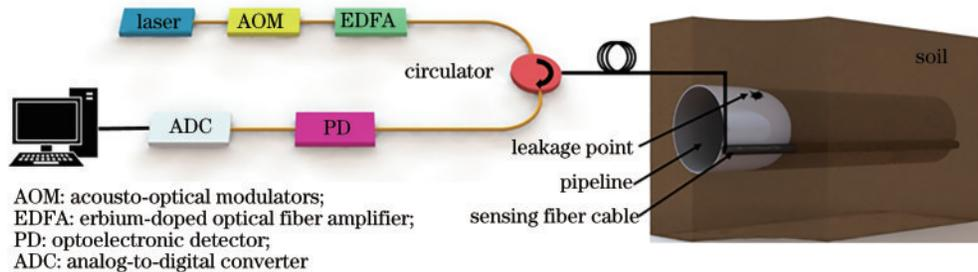 laser
AOM
EDFA
circulator
soil
ADC
PD
leakage point
pipeline
sensing fiber cable
AOM: acousto-optical modulators;
EDFA: erbium-doped optical fiber amplifier;
PD: optoelectronic detector;
ADC: analog-to-digital converter